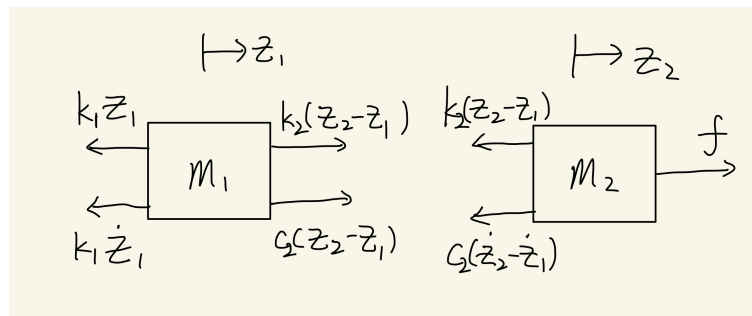 z₁
z₂
k₁z₁
k₂(z₂-z₁)
k₂(z₂-z₁)
f
m₁
m₂
k₁ż₁
c₂(z₂-z₁)
c₂(ż₂-ż₁)